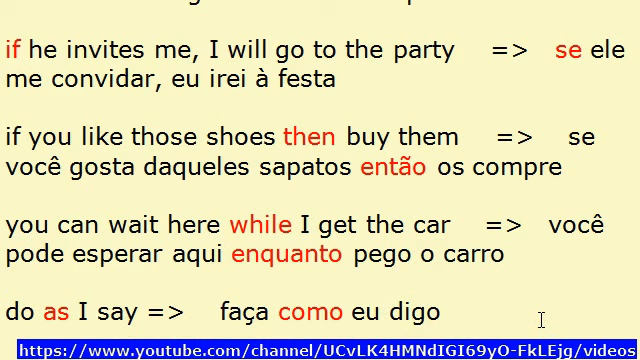 if he invites me, I will go to the party => se ele
me convidar, eu irei à festa
if you like those shoes then buy them => se
você gosta daqueles sapatos então os compre
you can wait here while I get the car => você
pode esperar aqui enquanto pego o carro
do as I say => faça como eu digo
https://www.youtube.com/channel/UCvLK4HMNdIGI69yO-FkLEjg/videos